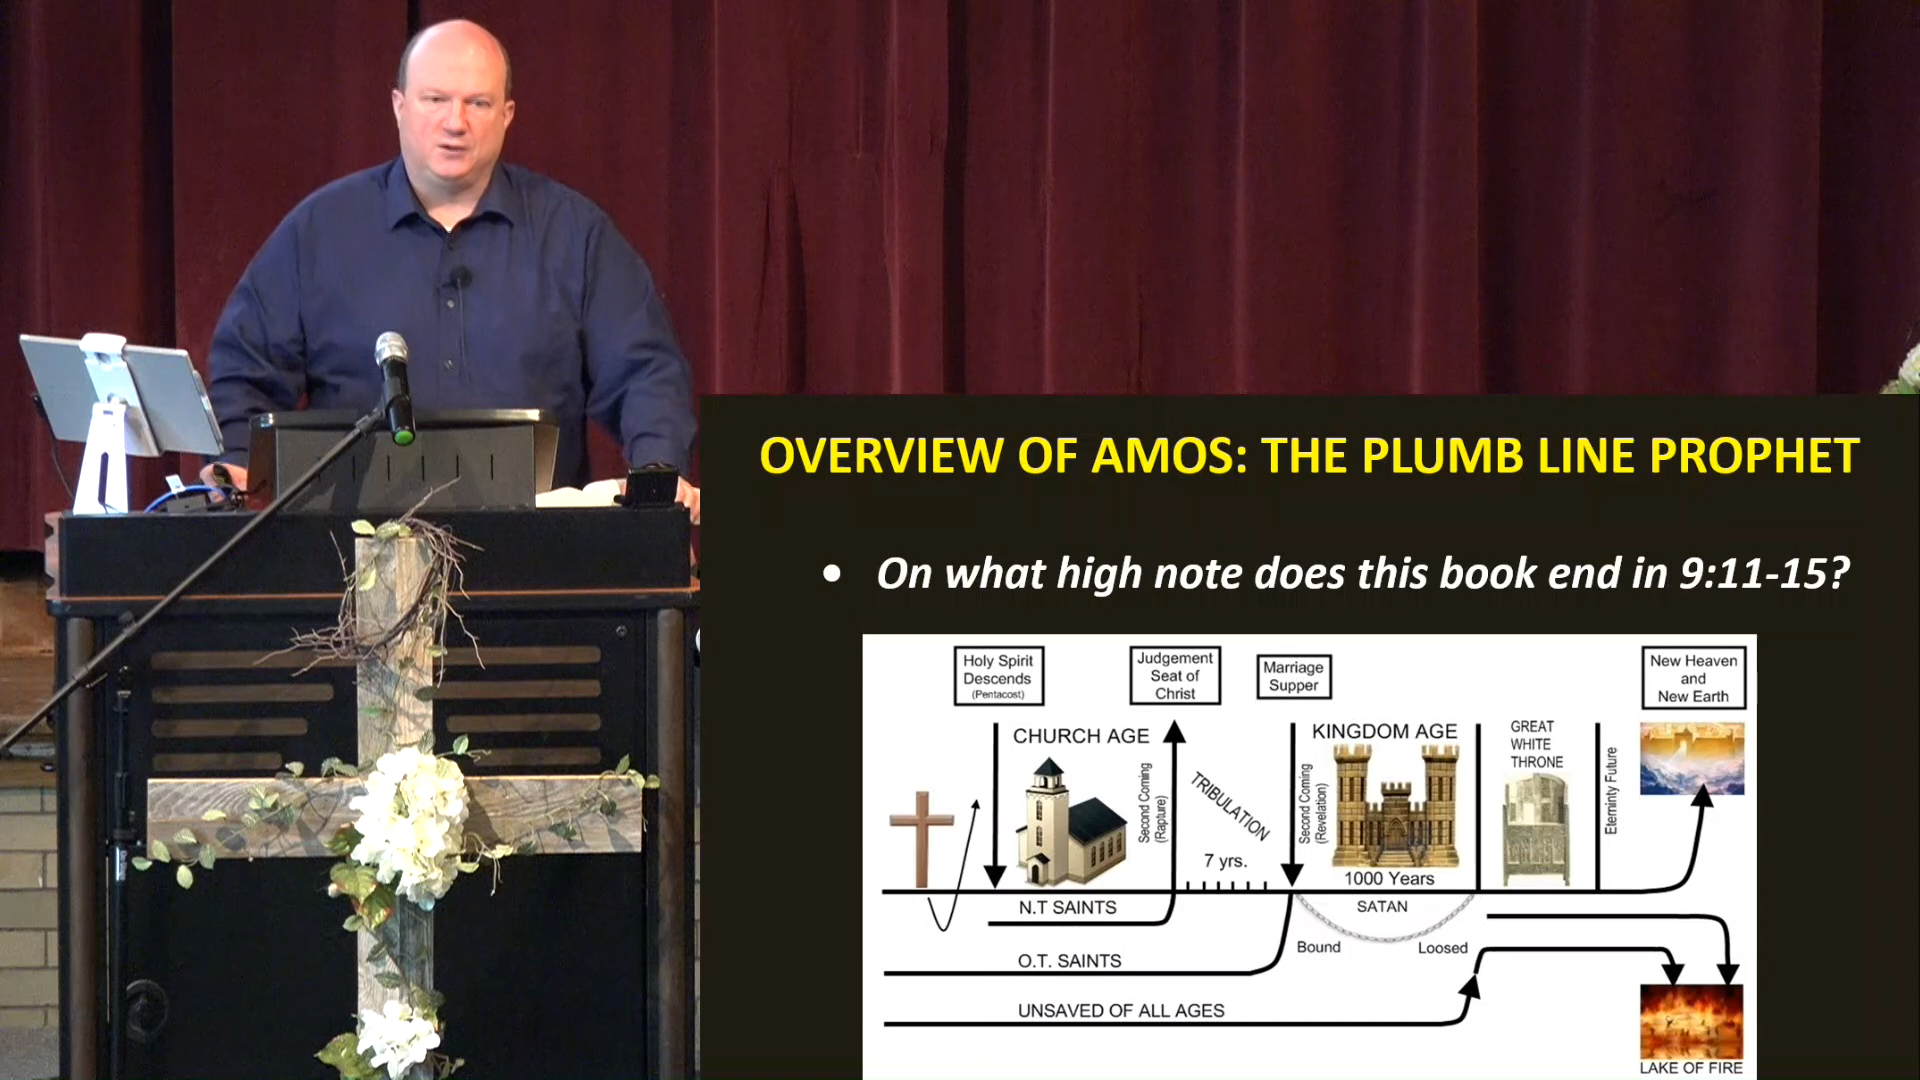 OVERVIEW OF AMOS: THE PLUMB LINE PROPHET
• On what high note does this book end in 9:11-15?
Holy Spirit
Descends
(Pentacost)
Judgement
Seat of
Christ
Marriage
Supper
New Heaven
and
New Earth
CHURCH AGE
Second Coming
(Rapture)
TRIBULATION
7 yrs.
Second Coming
(Revelation)
KINGDOM AGE
1000 Years
GREAT
WHITE
THRONE
Eterninty Future
N.T SAINTS
SATAN
Bound
Loosed
O.T. SAINTS
UNSAVED OF ALL AGES
LAKE OF FIRE